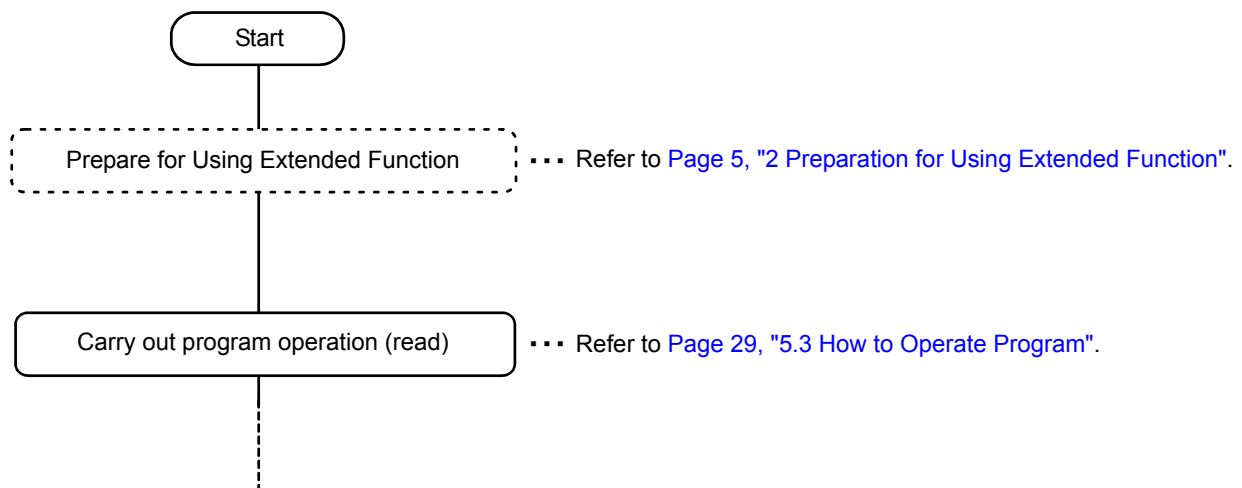 Start
Prepare for Using Extended Function ... Refer to Page 5, "2 Preparation for Using Extended Function".
Carry out program operation (read) ... Refer to Page 29, "5.3 How to Operate Program".